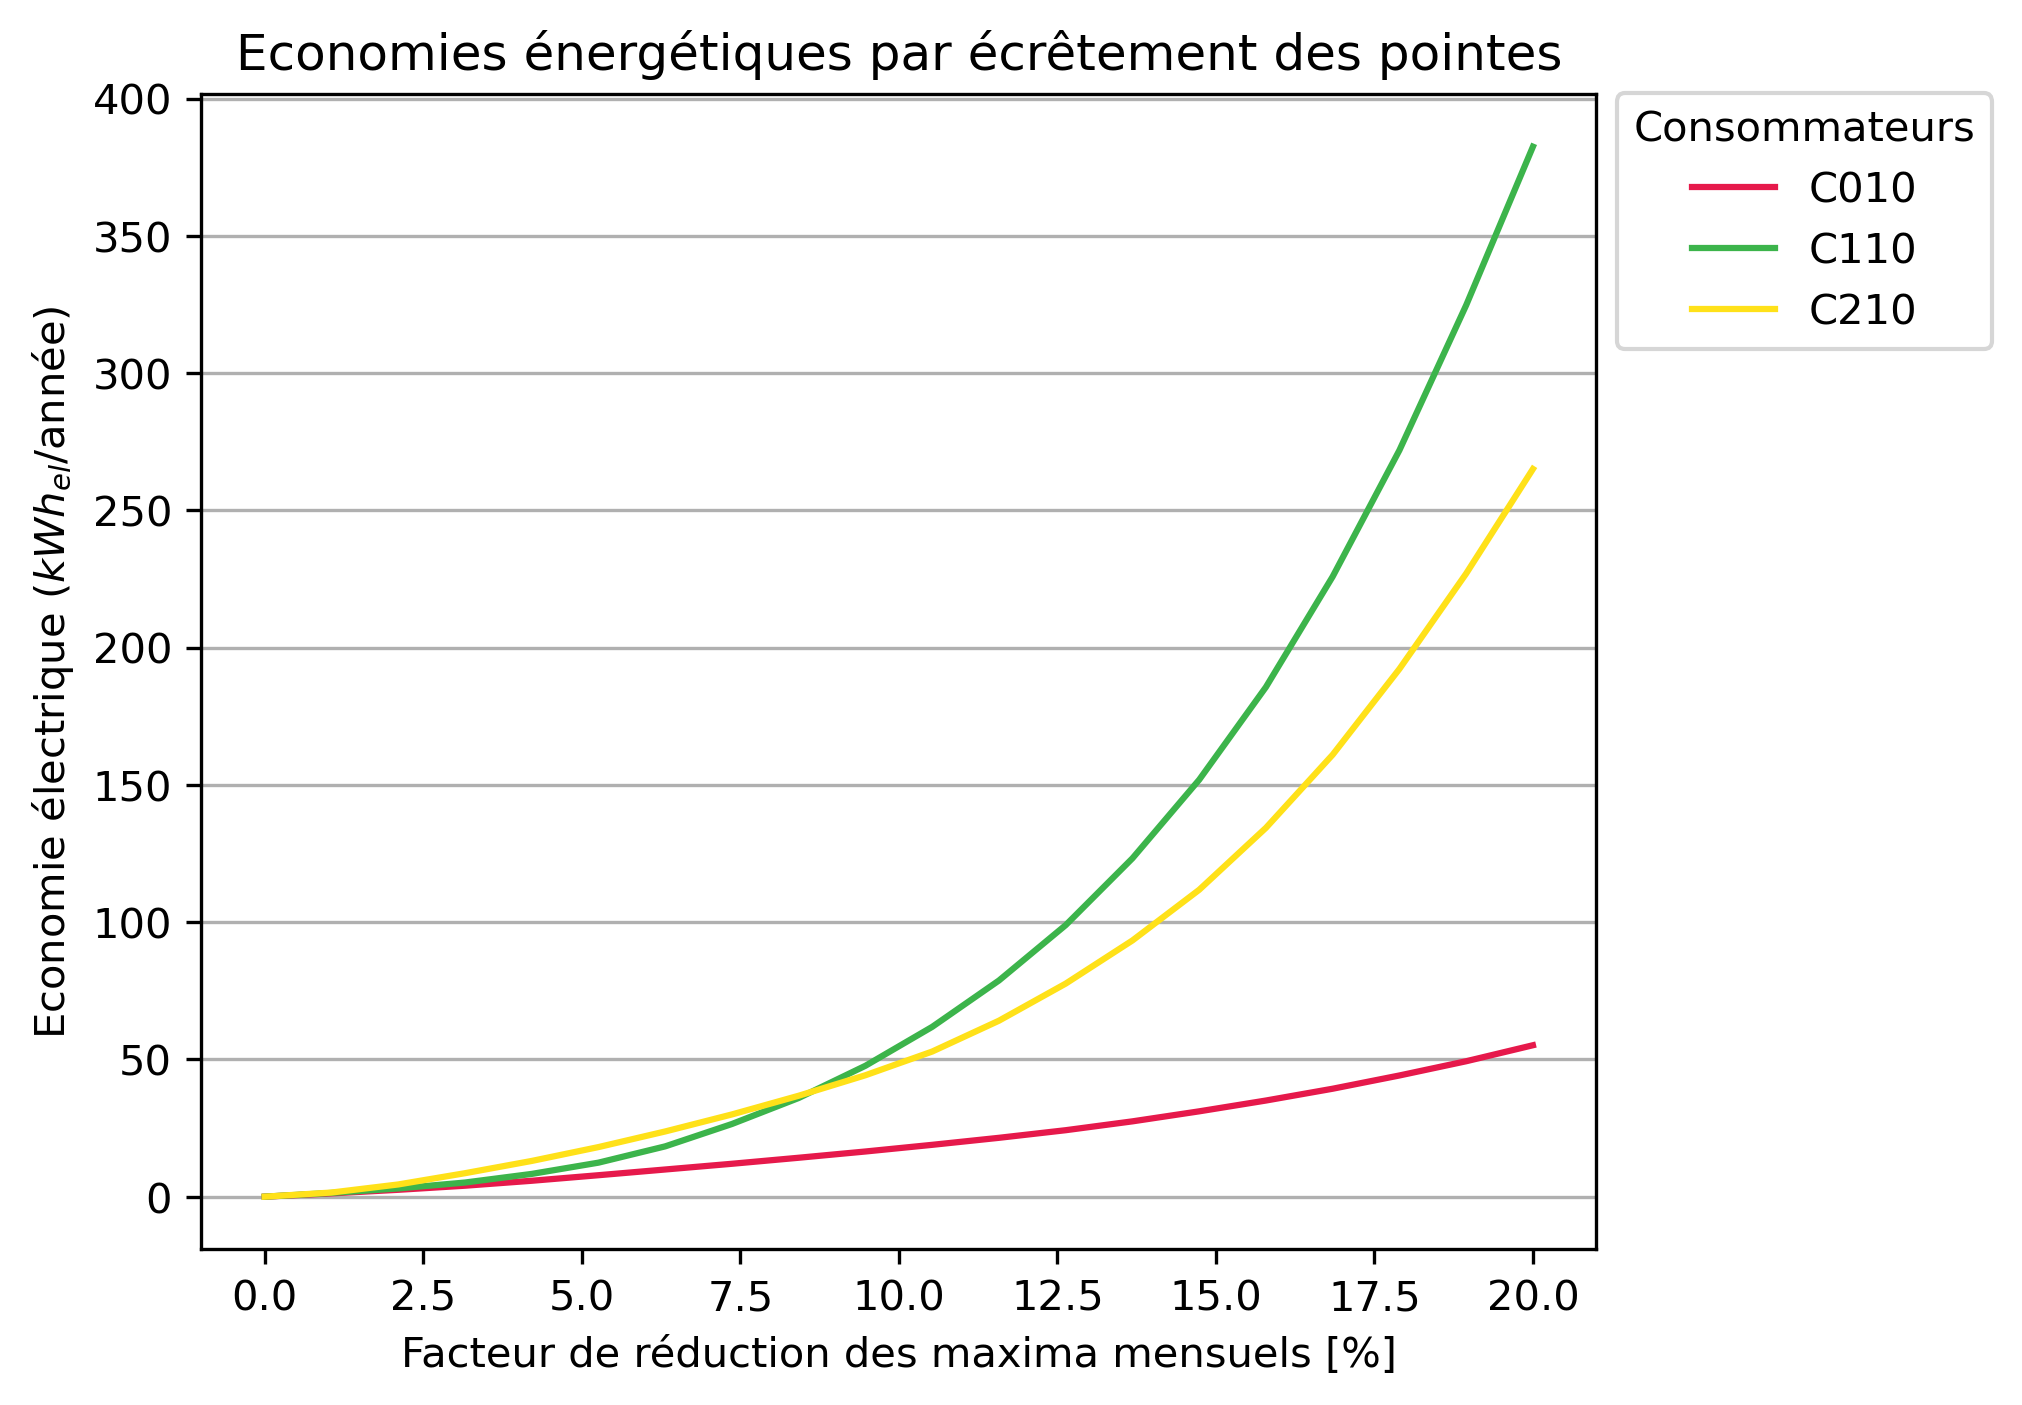 Economies énergétiques par écrêtement des pointes
400
350
300
250
200
150
100
50
0
Economie électrique (kWh_el/année)
0.0 2.5 5.0 7.5 10.0 12.5 15.0 17.5 20.0
Facteur de réduction des maxima mensuels [%]
Consommateurs
C010
C110
C210